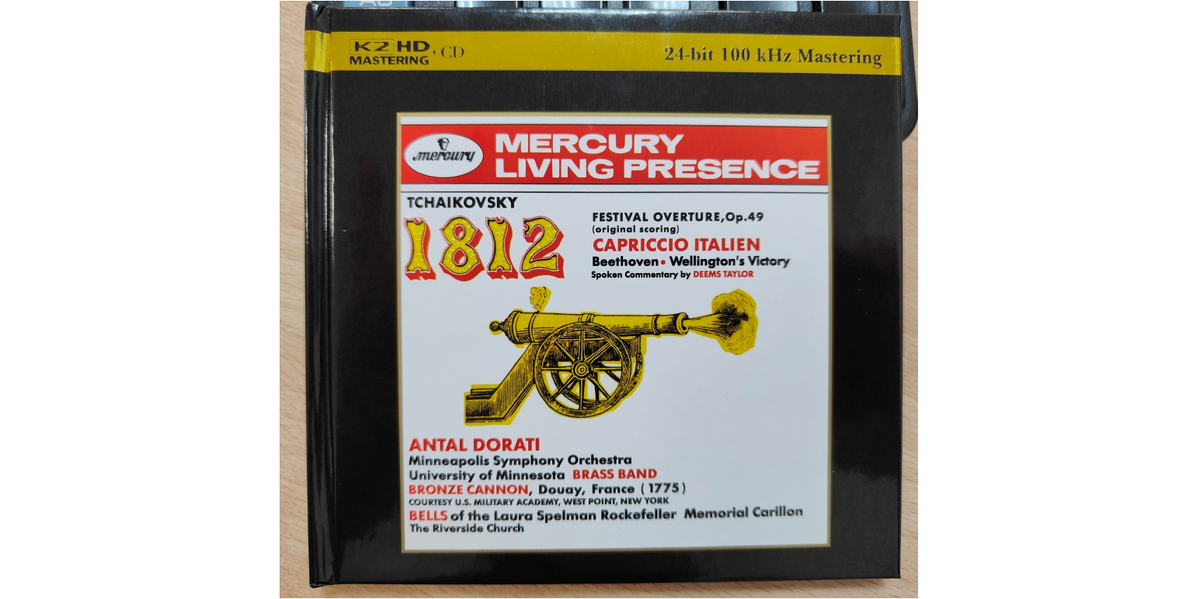 K2 HD + CD
MASTERING
24-bit 100 kHz Mastering
mercury
MERCURY
LIVING PRESENCE
TCHAIKOVSKY
1812
FESTIVAL OVERTURE, Op. 49
(original scoring)
CAPRICCIO ITALIEN
Beethoven • Wellington's Victory
Spoken Commentary by DEEMS TAYLOR
ANTAL DORATI
Minneapolis Symphony Orchestra
University of Minnesota BRASS BAND
BRONZE CANNON, Douay, France (1775)
COURTESY U.S. MILITARY ACADEMY, WEST POINT, NEW YORK
BELLS of the Laura Spelman Rockefeller Memorial Carillon
The Riverside Church